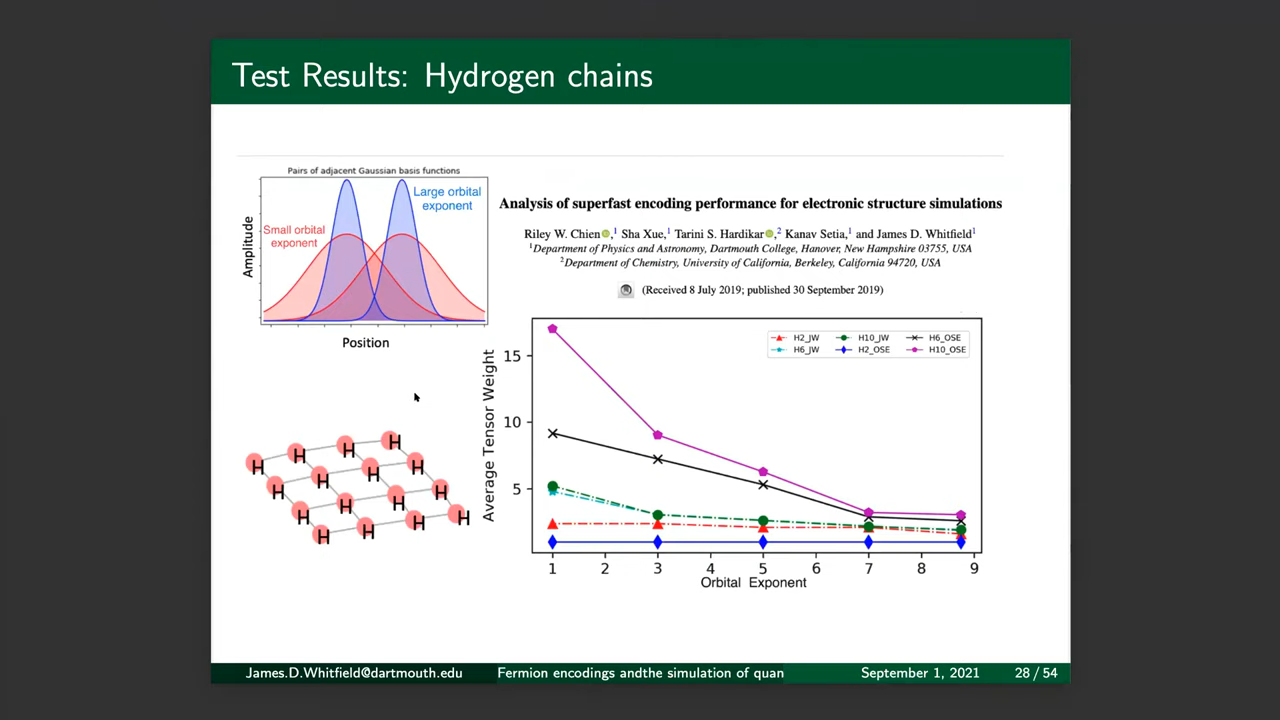 Test Results: Hydrogen chains
Pairs of adjacent Gaussian basis functions
Large orbital
exponent
Small orbital
exponent
Amplitude
Position
Analysis of superfast encoding performance for electronic structure simulations
Riley W. Chien,¹ Sha Xue,¹ Tarini S. Hardikar,² Kanav Setia,¹ and James D. Whitfield¹
¹Department of Physics and Astronomy, Dartmouth College, Hanover, New Hampshire 03755, USA
²Department of Chemistry, University of California, Berkeley, California 94720, USA
(Received 8 July 2019; published 30 September 2019)
H2_JW H10_JW H6_OSE
H6_JW H2_OSE H10_OSE
Average Tensor Weight
15
10
5
1 2 3 4 5 6 7 8 9
Orbital Exponent
H H H H
H H H H
H H H H
H H H H
James.D.Whitfield@dartmouth.edu Fermion encodings andthe simulation of quan September 1, 2021 28 / 54